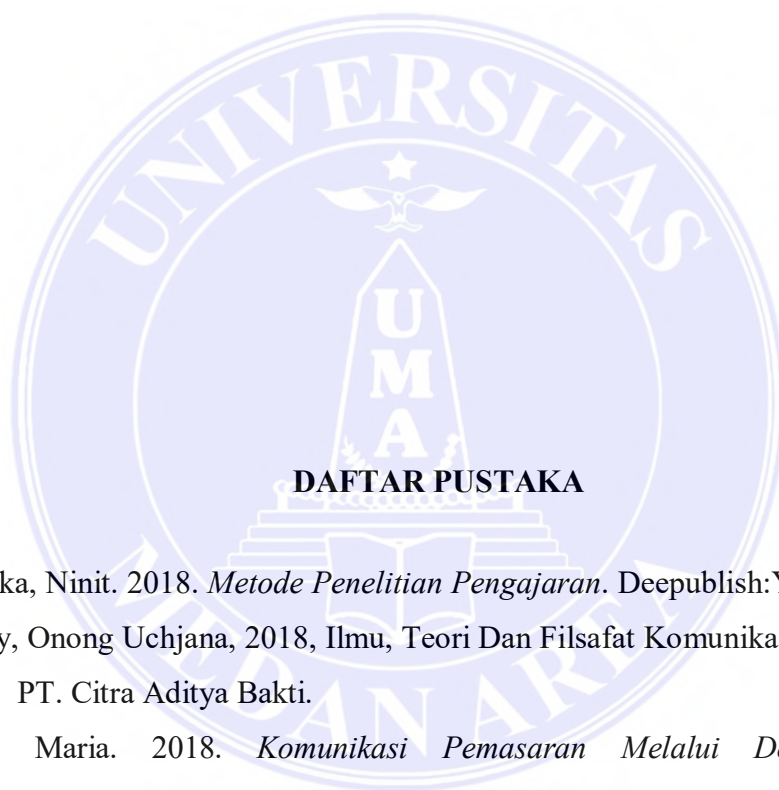 UNIVERSITAS
UMA
MEDAN AREA
DAFTAR PUSTAKA
ka, Ninit. 2018. Metode Penelitian Pengajaran. Deepublish:Y
y, Onong Uchjana, 2018, Ilmu, Teori Dan Filsafat Komunika
PT. Citra Aditya Bakti.
Maria. 2018. Komunikasi Pemasaran Melalui